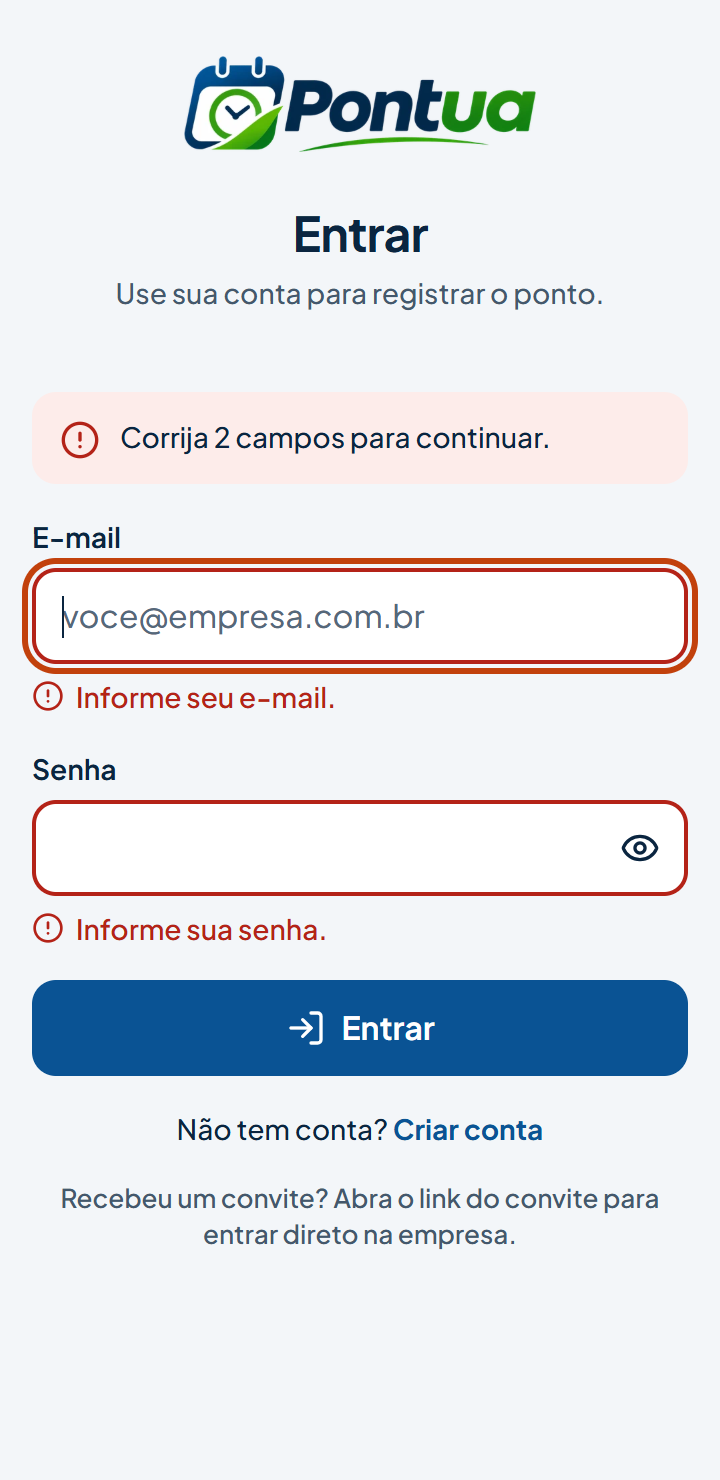 Pontua
Entrar
Use sua conta para registrar o ponto.
Corrija 2 campos para continuar.
E-mail
voce@empresa.com.br
Informe seu e-mail.
Senha
Informe sua senha.
Entrar
Não tem conta? Criar conta
Recebeu um convite? Abra o link do convite para
entrar direto na empresa.